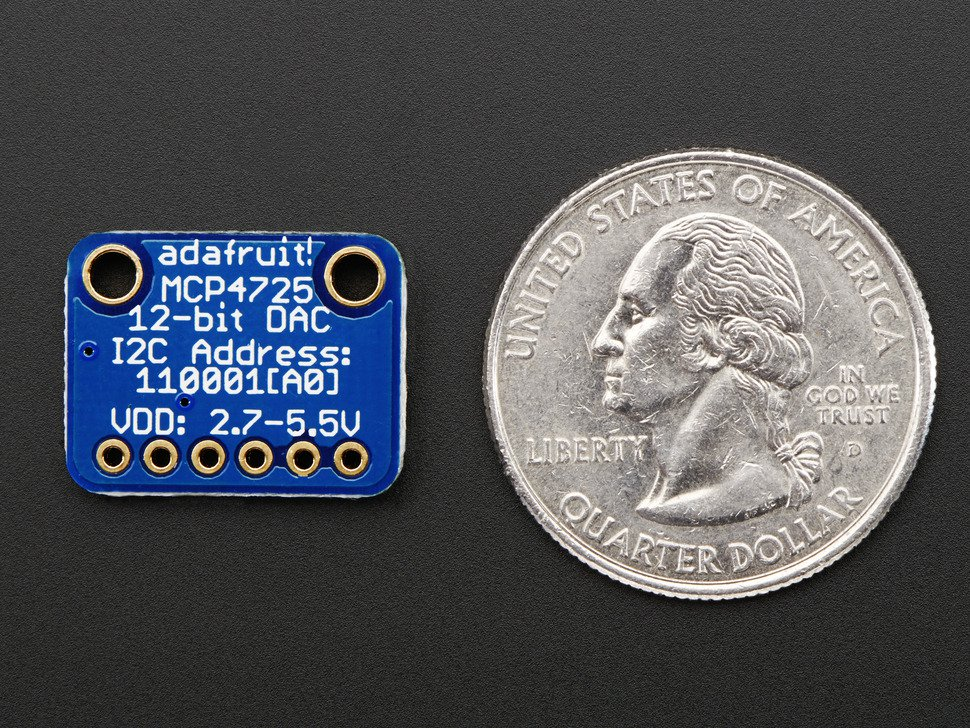 adafruit!
MCP4725
12-bit DAC
I2C Address:
110001[A0]
VDD: 2.7-5.5V
UNITED STATES OF AMERICA
IN
GOD WE
TRUST
LIBERTY
D
QUARTER DOLLAR